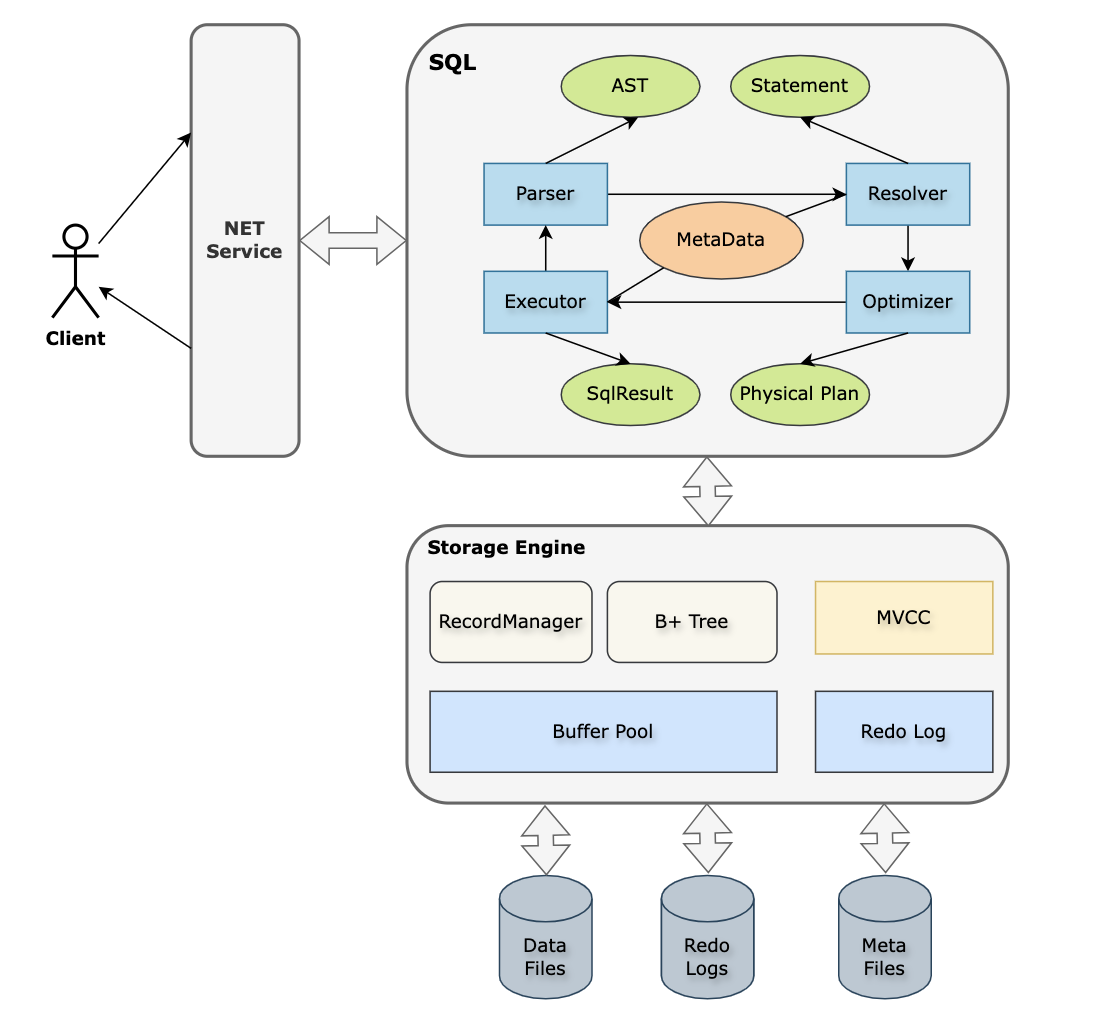 SQL
AST
Statement
Parser
Resolver
NET
Service
MetaData
Executor
Optimizer
Client
SqlResult
Physical Plan
Storage Engine
RecordManager
B+ Tree
MVCC
Buffer Pool
Redo Log
Data
Files
Redo
Logs
Meta
Files